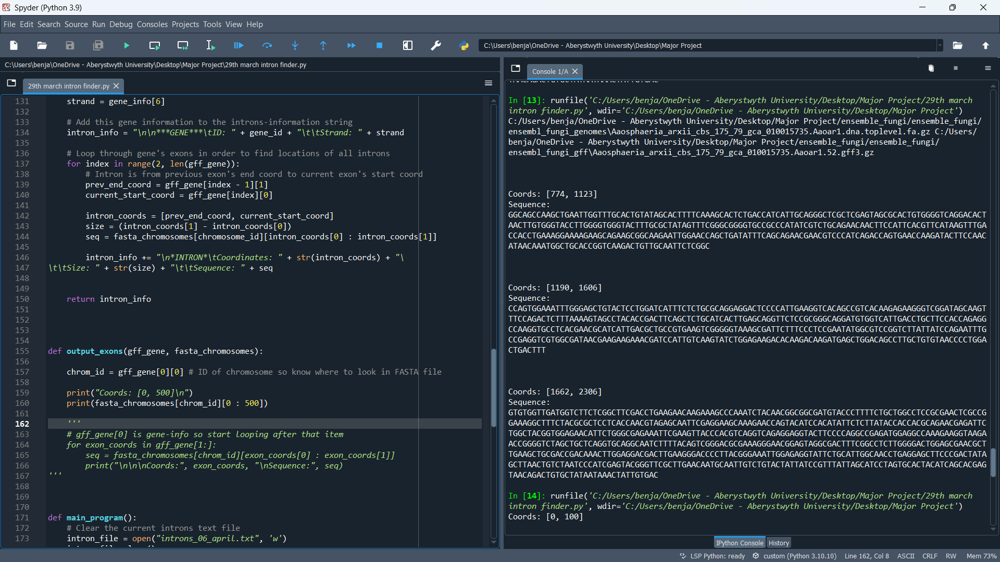 Spyder (Python 3.9)
File Edit Search Source Run Debug Consoles Projects Tools View Help
C:\Users\benja\OneDrive - Aberystwyth University\Desktop\Major Project
C:\Users\benja\OneDrive - Aberystwyth University\Desktop\Major Project\29th march intron finder.py
29th march intron finder.py
131 strand = gene_info[6]
132
133 # Add this gene information to the introns-information string
134 intron_info = "\n\n***GENE***\tID: " + gene_id + "\t\tStrand: " + strand
135
136 # Loop through gene's exons in order to find locations of all introns
137 for index in range(2, len(gff_gene)):
138 # Intron is from previous exon's end coord to current exon's start coord
139 prev_end_coord = gff_gene[index - 1][1]
140 current_start_coord = gff_gene[index][0]
141
142 intron_coords = [prev_end_coord, current_start_coord]
143 size = (intron_coords[1] - intron_coords[0])
144 seq = fasta_chromosomes[chromosome_id][intron_coords[0] : intron_coords[1]]
145
146 intron_info += "\n*INTRON*\tCoordinates: " + str(intron_coords) + "\
147 \t\tSize: " + str(size) + "\t\tSequence: " + seq
148
149
150 return intron_info
151
152
153
154
155 def output_exons(gff_gene, fasta_chromosomes):
156
157 chrom_id = gff_gene[0][0] # ID of chromosome so know where to look in FASTA file
158
159 print("Coords: [0, 500]\n")
160 print(fasta_chromosomes[chrom_id][0 : 500])
161
162 '''
163 # gff_gene[0] is gene-info so start looping after that item
164 for exon_coords in gff_gene[1:]:
165 seq = fasta_chromosomes[chrom_id][exon_coords[0] : exon_coords[1]]
166 print("\n\n\nCoords:", exon_coords, "\nSequence:", seq)
167 '''
168
169
170
171 def main_program():
172 # Clear the current introns text file
173 intron_file = open("introns_06_april.txt", 'w')
Console 1/A
In [13]: runfile('C:/Users/benja/OneDrive - Aberystwyth University/Desktop/Major Project/29th march
intron finder.py', wdir='C:/Users/benja/OneDrive - Aberystwyth University/Desktop/Major Project')
C:/Users/benja/OneDrive - Aberystwyth University/Desktop/Major Project/ensemble_fungi/ensemble_fungi/
ensembl_fungi_genomes\Aaosphaeria_arxii_cbs_175_79_gca_010015735.Aaoar1.dna.toplevel.fa.gz C:/Users/
benja/OneDrive - Aberystwyth University/Desktop/Major Project/ensemble_fungi/ensemble_fungi/
ensembl_fungi_gff\Aaosphaeria_arxii_cbs_175_79_gca_010015735.Aaoar1.52.gff3.gz
Coords: [774, 1123]
Sequence:
GGCAGCCAAGCTGAATTGGTTTGCACTGTATAGCACTTTTCAAAGCACTCTGACCATCATTGCAGGGCTCGCTCGAGTAGCGCACTGTGGGGTCAGGACACT
AACTTGTGGGTACCTTGGGGTGGGTACTTTGCGCTATAGTTTCGGGCGGGGTGCCGCCCATATCGTCTGCAGAACAACTTCCATTCACGTTCATAAGTTTGA
CCACCTGAAAGGAAAAGAAGCAGAAGCGGCAAGAATTGGAACCAGCTGATATTTCAGCAGAACGAACGTCCCATCAGACCAGTGAACCAAGATACTTCCAAC
ATAACAAATGGCTGCACCGGTCAAGACTGTTGCAATTCTCGGC
Coords: [1190, 1606]
Sequence:
CCAGTGGAAATTTGGGAGCTGTACTCCTGGATCATTTCTCTGCGCAGGAGGACTCCCCATTGAAGGTCACAGCCGTCACAAGAGAAGGGTCGGATAGCAAGT
TTCCAGACTCTTTAAAAGTAGCCTACACCGACTTCAGCTCTGCATCACTTGAGCAGGTTCTCCGCGGGCAGGATGTGGTCATTGACCTGCTTCCACCAGAGG
CCAAGGTGCCTCACGAACGCATCATTGACGCTGCCGTGAAGTCGGGGGTAAAGCGATTCTTTCCCTCCGAATATGGCGTCCGGTCTTATTATCCAGAATTTG
CCGAGGTCGTGGCGATAACGAAGAAGAAACGATCCATTGTCAAGTATCTGGAGAAGACACAAGACAAGATGAGCTGGACAGCCTTGCTGTGTAACCCCTGGA
CTGACTTT
Coords: [1662, 2306]
Sequence:
GTGTGGTTGATGGTCTTCTCGGCTTCGACCTGAAGAACAAGAAAGCCCAAATCTACAACGGCGGCGATGTACCCTTTTCTGCTGGCCTCCGCGAACTCGCCG
GAAAGGCTTTCTACGCGCTCCTCACCAACGTAGAGCAATTCGAGGAAGCAAAGAACCAGTACATCCACATATTCTCTTATACCACCACGCAGAACGAGATTC
TGGCTACGGTGGAGAACATTCTGGGCGAGAAATTCGAAGTTACCCACGTCAGGTCAGAGGAGGTACTTCCCCAGGCCGAGATGGAGGCCAAAGAAGGTAAGA
ACCGGGGTCTAGCTGCTCAGGTGCAGGCAATCTTTTACAGTCGGGACGCGAAAGGGAACGGAGTAGGCGACTTTCGGCCTCTTGGGGACTGGAGCGAACGCT
TGAAGCTGCGACCGACAAACTTGGAGGACGACTTGAAGGGACCCCTTACGGGAAATTGGAGAGGTATTCTGCATTGGCAACCTGAGGAGCTTCCCGACTATA
GCTTAACTGTCTAATCCCATCGAGTACGGGTTCGCTTGAACAATGCAATTGTCTGTACTATTATCCGTTTATTAGCATCCTAGTGCACTACATCAGCACGAG
TAACAGACTGTGCTATAATAAACTATTGTGAC
In [14]: runfile('C:/Users/benja/OneDrive - Aberystwyth University/Desktop/Major Project/29th march
intron finder.py', wdir='C:/Users/benja/OneDrive - Aberystwyth University/Desktop/Major Project')
Coords: [0, 100]
IPython Console History
LSP Python: ready custom (Python 3.10.10) Line 162, Col 8 ASCII CRLF RW Mem 73%